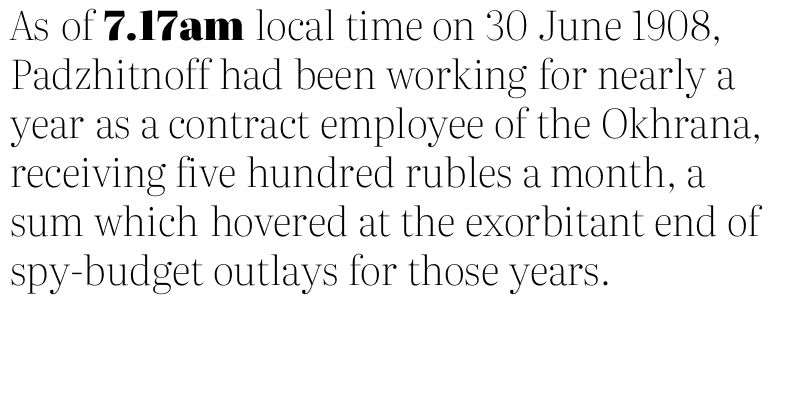 As of 7.17am local time on 30 June 1908,
Padzhitnoff had been working for nearly a
year as a contract employee of the Okhrana,
receiving five hundred rubles a month, a
sum which hovered at the exorbitant end of
spy-budget outlays for those years.